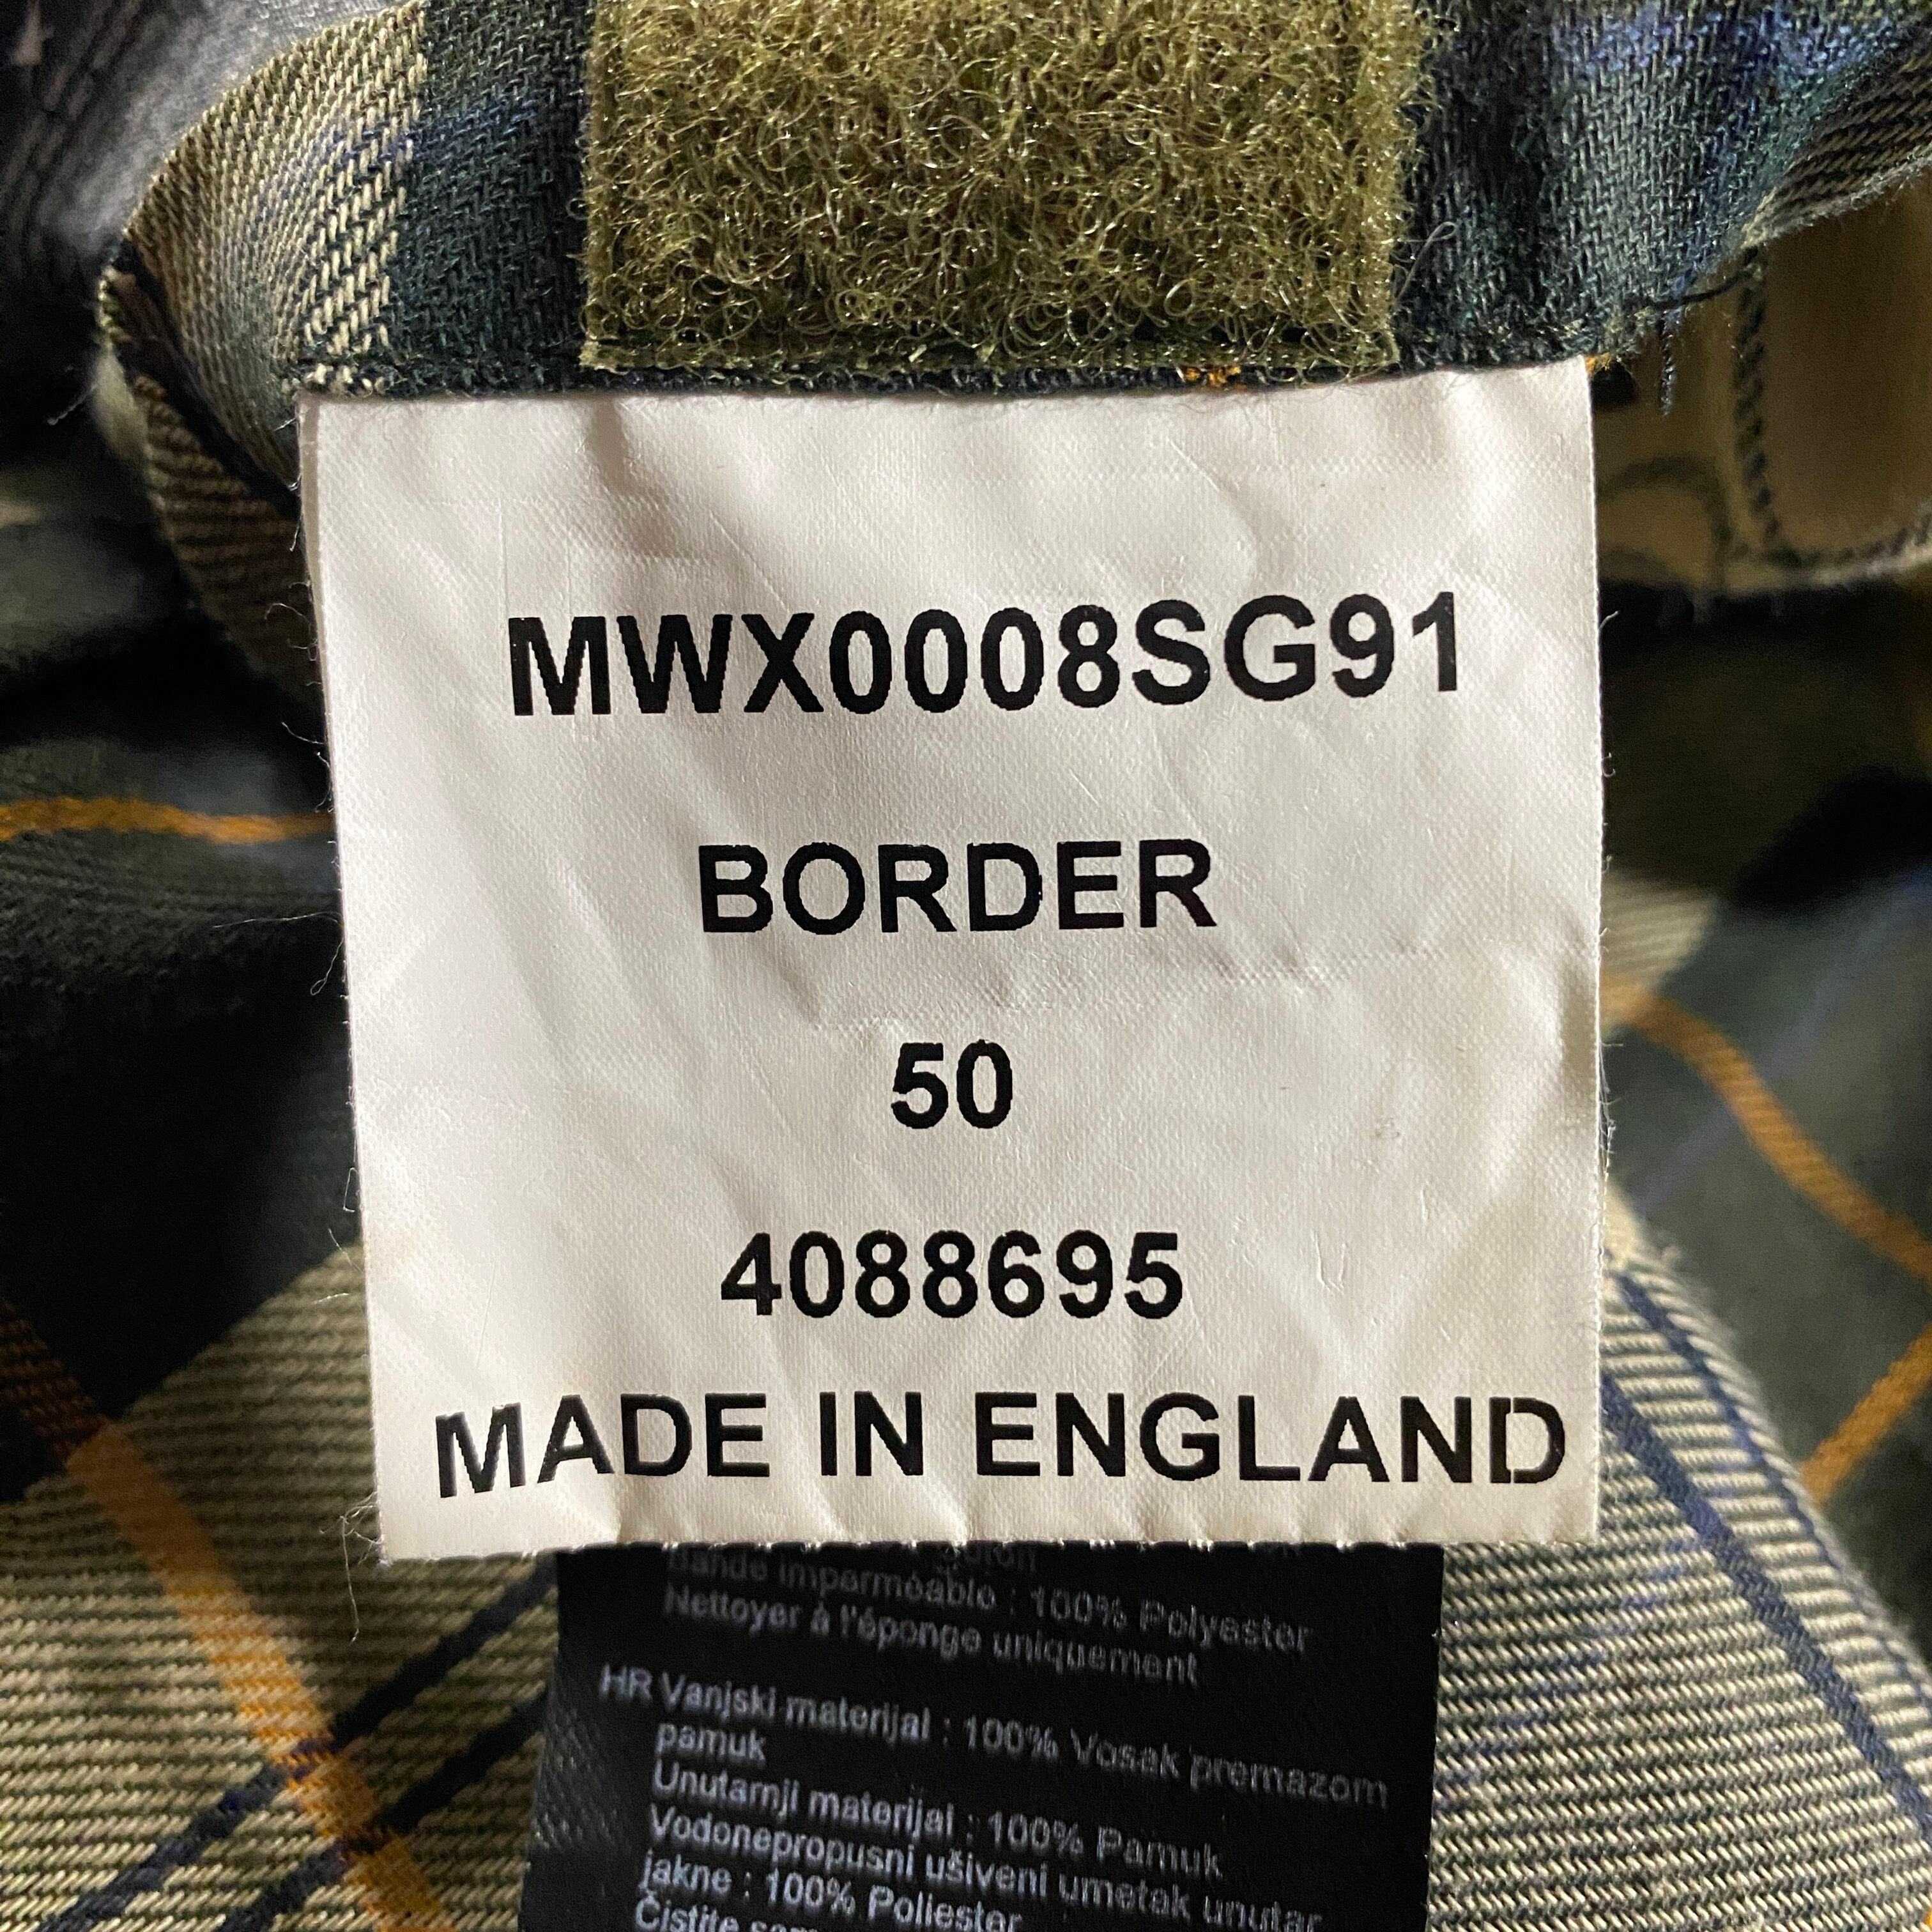 MWX0008SG91
BORDER
50
4088695
MADE IN ENGLAND
Bande imperméable : 100% Polyester
Nettoyer à l'éponge uniquement
HR Vanjski materijal : 100% Vosak premazom
pamuk
Unutarnji materijal : 100% Pamuk
Vodonepropusni ušiveni umetak unutar
jakne : 100% Poliester
Čistite